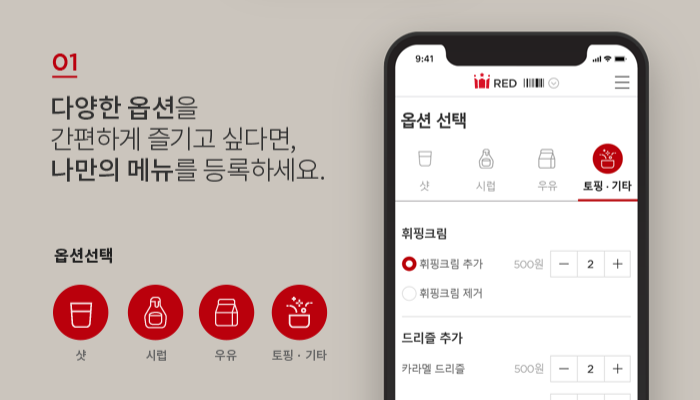 01
다양한 옵션을
간편하게 즐기고 싶다면,
나만의 메뉴를 등록하세요.
옵션선택
샷
시럽
우유
토핑 · 기타
9:41
RED
옵션 선택
샷
시럽
우유
토핑 · 기타
휘핑크림
휘핑크림 추가 500원 − 2 +
휘핑크림 제거
드리즐 추가
카라멜 드리즐 500원 − 2 +